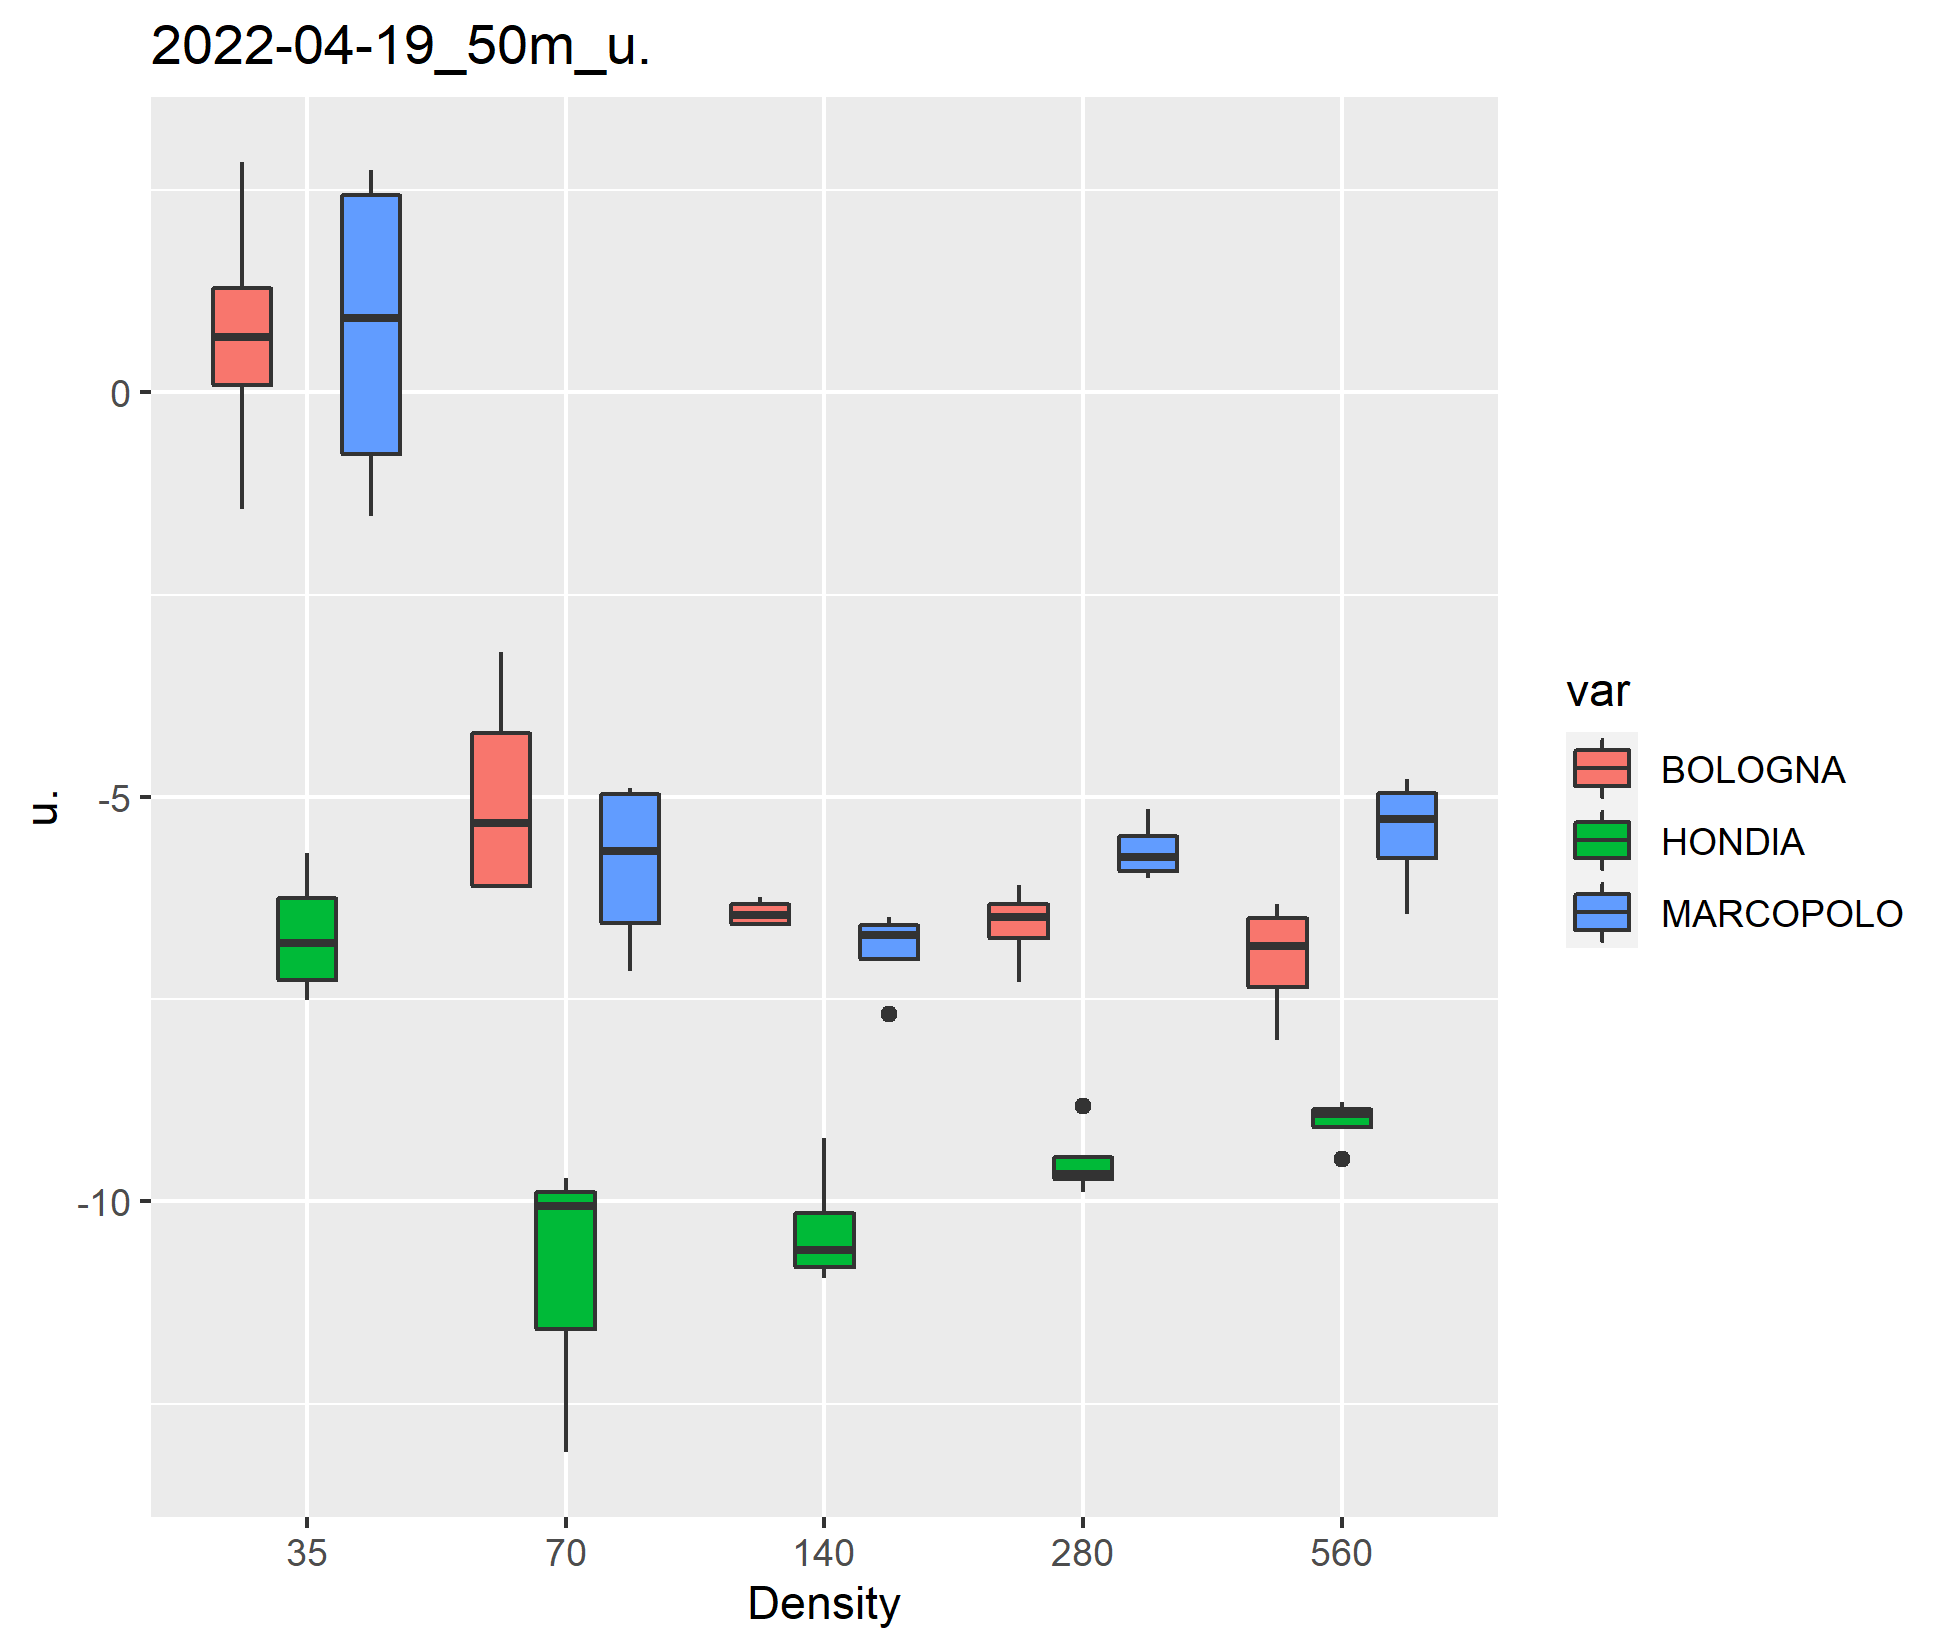 2022-04-19_50m_u.
0
-5
-10
u.
35 70 140 280 560
Density
var
BOLOGNA
HONDIA
MARCOPOLO